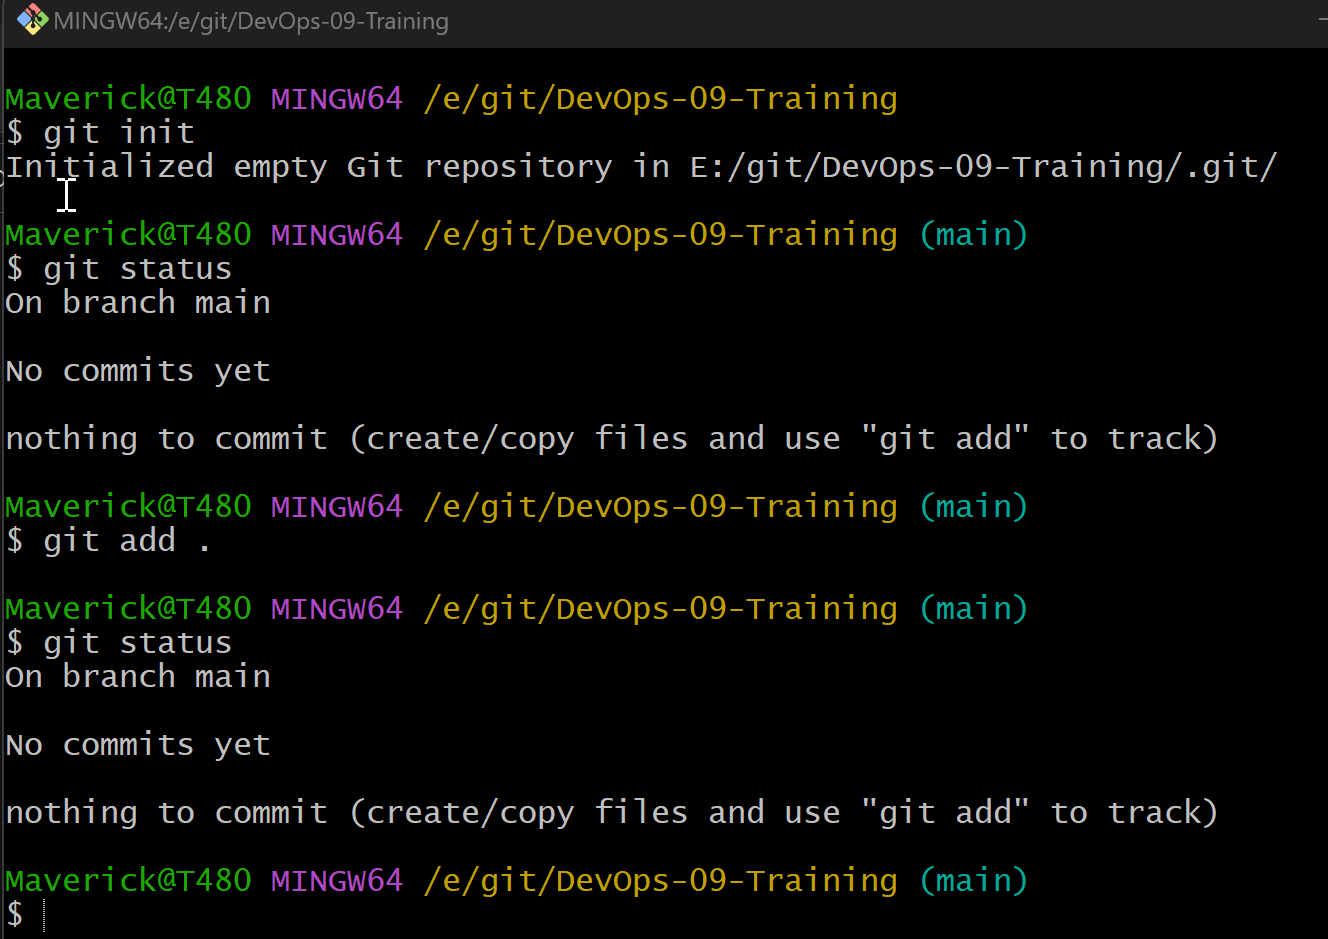 MINGW64:/e/git/DevOps-09-Training
Maverick@T480 MINGW64 /e/git/DevOps-09-Training
$ git init
Initialized empty Git repository in E:/git/DevOps-09-Training/.git/
Maverick@T480 MINGW64 /e/git/DevOps-09-Training (main)
$ git status
On branch main
No commits yet
nothing to commit (create/copy files and use "git add" to track)
Maverick@T480 MINGW64 /e/git/DevOps-09-Training (main)
$ git add .
Maverick@T480 MINGW64 /e/git/DevOps-09-Training (main)
$ git status
On branch main
No commits yet
nothing to commit (create/copy files and use "git add" to track)
Maverick@T480 MINGW64 /e/git/DevOps-09-Training (main)
$